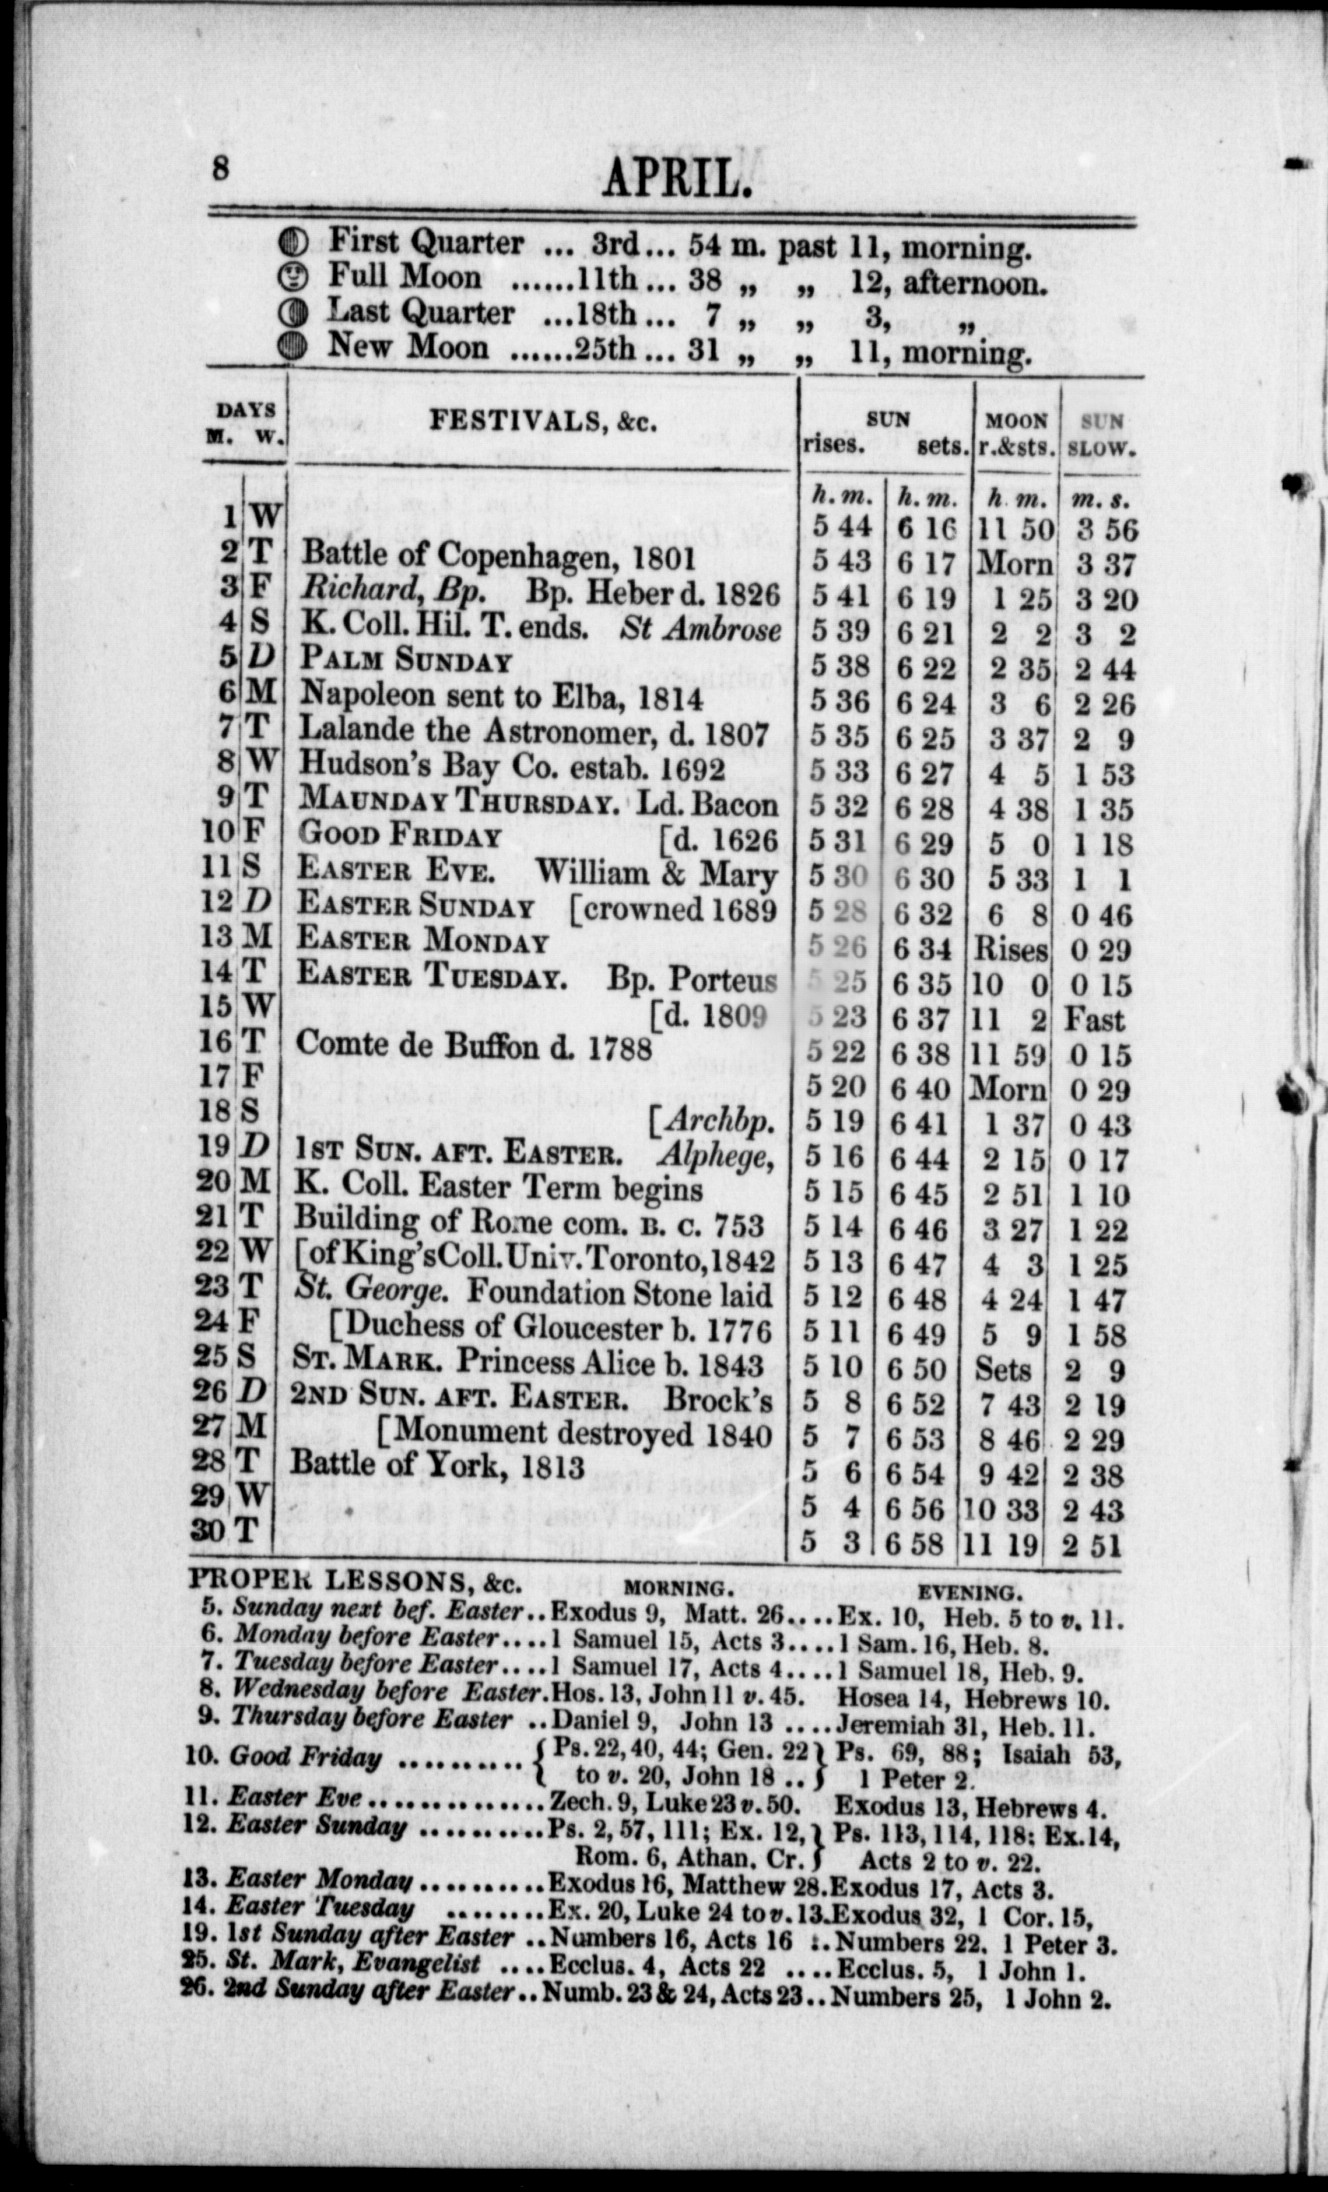 8
APRIL.
First Quarter ... 3rd... 54 m. past 11, morning.
Full Moon ......11th... 38 „ „ 12, afternoon.
Last Quarter ...18th... 7 „ „ 3, „
New Moon ......25th... 31 „ „ 11, morning.
DAYS M. W. FESTIVALS, &c. SUN rises. sets. MOON r.&sts. SUN SLOW.
h. m. h. m. h. m. m. s.
1 W 5 44 6 16 11 50 3 56
2 T Battle of Copenhagen, 1801 5 43 6 17 Morn 3 37
3 F Richard, Bp. Bp. Heber d. 1826 5 41 6 19 1 25 3 20
4 S K. Coll. Hil. T. ends. St Ambrose 5 39 6 21 2 2 3 2
5 D PALM SUNDAY 5 38 6 22 2 35 2 44
6 M Napoleon sent to Elba, 1814 5 36 6 24 3 6 2 26
7 T Lalande the Astronomer, d. 1807 5 35 6 25 3 37 2 9
8 W Hudson's Bay Co. estab. 1692 5 33 6 27 4 5 1 53
9 T MAUNDAY THURSDAY. Ld. Bacon 5 32 6 28 4 38 1 35
10 F GOOD FRIDAY [d. 1626 5 31 6 29 5 0 1 18
11 S EASTER EVE. William & Mary 5 30 6 30 5 33 1 1
12 D EASTER SUNDAY [crowned 1689 5 28 6 32 6 8 0 46
13 M EASTER MONDAY 5 26 6 34 Rises 0 29
14 T EASTER TUESDAY. Bp. Porteus 5 25 6 35 10 0 0 15
15 W [d. 1809 5 23 6 37 11 2 Fast
16 T Comte de Buffon d. 1788 5 22 6 38 11 59 0 15
17 F 5 20 6 40 Morn 0 29
18 S [Archbp. 5 19 6 41 1 37 0 43
19 D 1ST SUN. AFT. EASTER. Alphege, 5 16 6 44 2 15 0 17
20 M K. Coll. Easter Term begins 5 15 6 45 2 51 1 10
21 T Building of Rome com. B. C. 753 5 14 6 46 3 27 1 22
22 W [of King's Coll. Univ. Toronto, 1842 5 13 6 47 4 3 1 25
23 T St. George. Foundation Stone laid 5 12 6 48 4 24 1 47
24 F [Duchess of Gloucester b. 1776 5 11 6 49 5 9 1 58
25 S ST. MARK. Princess Alice b. 1843 5 10 6 50 Sets 2 9
26 D 2ND SUN. AFT. EASTER. Brock's 5 8 6 52 7 43 2 19
27 M [Monument destroyed 1840 5 7 6 53 8 46 2 29
28 T Battle of York, 1813 5 6 6 54 9 42 2 38
29 W 5 4 6 56 10 33 2 43
30 T 5 3 6 58 11 19 2 51
PROPER LESSONS, &c. MORNING. EVENING.
5. Sunday next bef. Easter..Exodus 9, Matt. 26....Ex. 10, Heb. 5 to v. 11.
6. Monday before Easter....1 Samuel 15, Acts 3....1 Sam. 16, Heb. 8.
7. Tuesday before Easter....1 Samuel 17, Acts 4....1 Samuel 18, Heb. 9.
8. Wednesday before Easter.Hos. 13, John 11 v. 45. Hosea 14, Hebrews 10.
9. Thursday before Easter ..Daniel 9, John 13 ....Jeremiah 31, Heb. 11.
10. Good Friday .......... { Ps. 22, 40, 44; Gen. 22 } Ps. 69, 88; Isaiah 53,
to v. 20, John 18 .. } 1 Peter 2.
11. Easter Eve ...............Zech. 9, Luke 23 v. 50. Exodus 13, Hebrews 4.
12. Easter Sunday ..........Ps. 2, 57, 111; Ex. 12, } Ps. 113, 114, 118; Ex. 14,
Rom. 6, Athan. Cr. } Acts 2 to v. 22.
13. Easter Monday ..........Exodus 16, Matthew 28.Exodus 17, Acts 3.
14. Easter Tuesday ........Ex. 20, Luke 24 to v. 13.Exodus 32, 1 Cor. 15,
19. 1st Sunday after Easter ..Numbers 16, Acts 16 ..Numbers 22. 1 Peter 3.
25. St. Mark, Evangelist ....Ecclus. 4, Acts 22 ....Ecclus. 5, 1 John 1.
26. 2nd Sunday after Easter..Numb. 23 & 24, Acts 23..Numbers 25, 1 John 2.